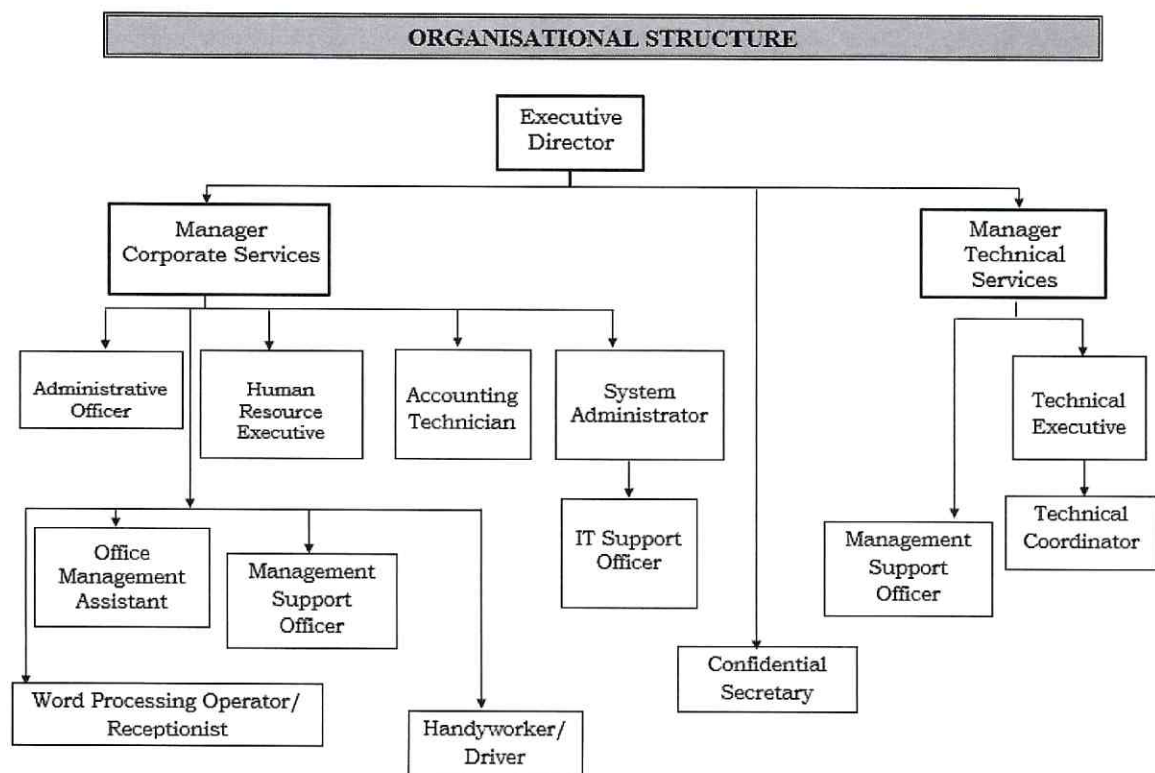 ORGANISATIONAL STRUCTURE
Executive
Director
Manager
Corporate Services
Manager
Technical
Services
Administrative
Officer
Human
Resource
Executive
Accounting
Technician
System
Administrator
Technical
Executive
Office
Management
Assistant
Management
Support
Officer
IT Support
Officer
Management
Support
Officer
Technical
Coordinator
Word Processing Operator/
Receptionist
Handyworker/
Driver
Confidential
Secretary